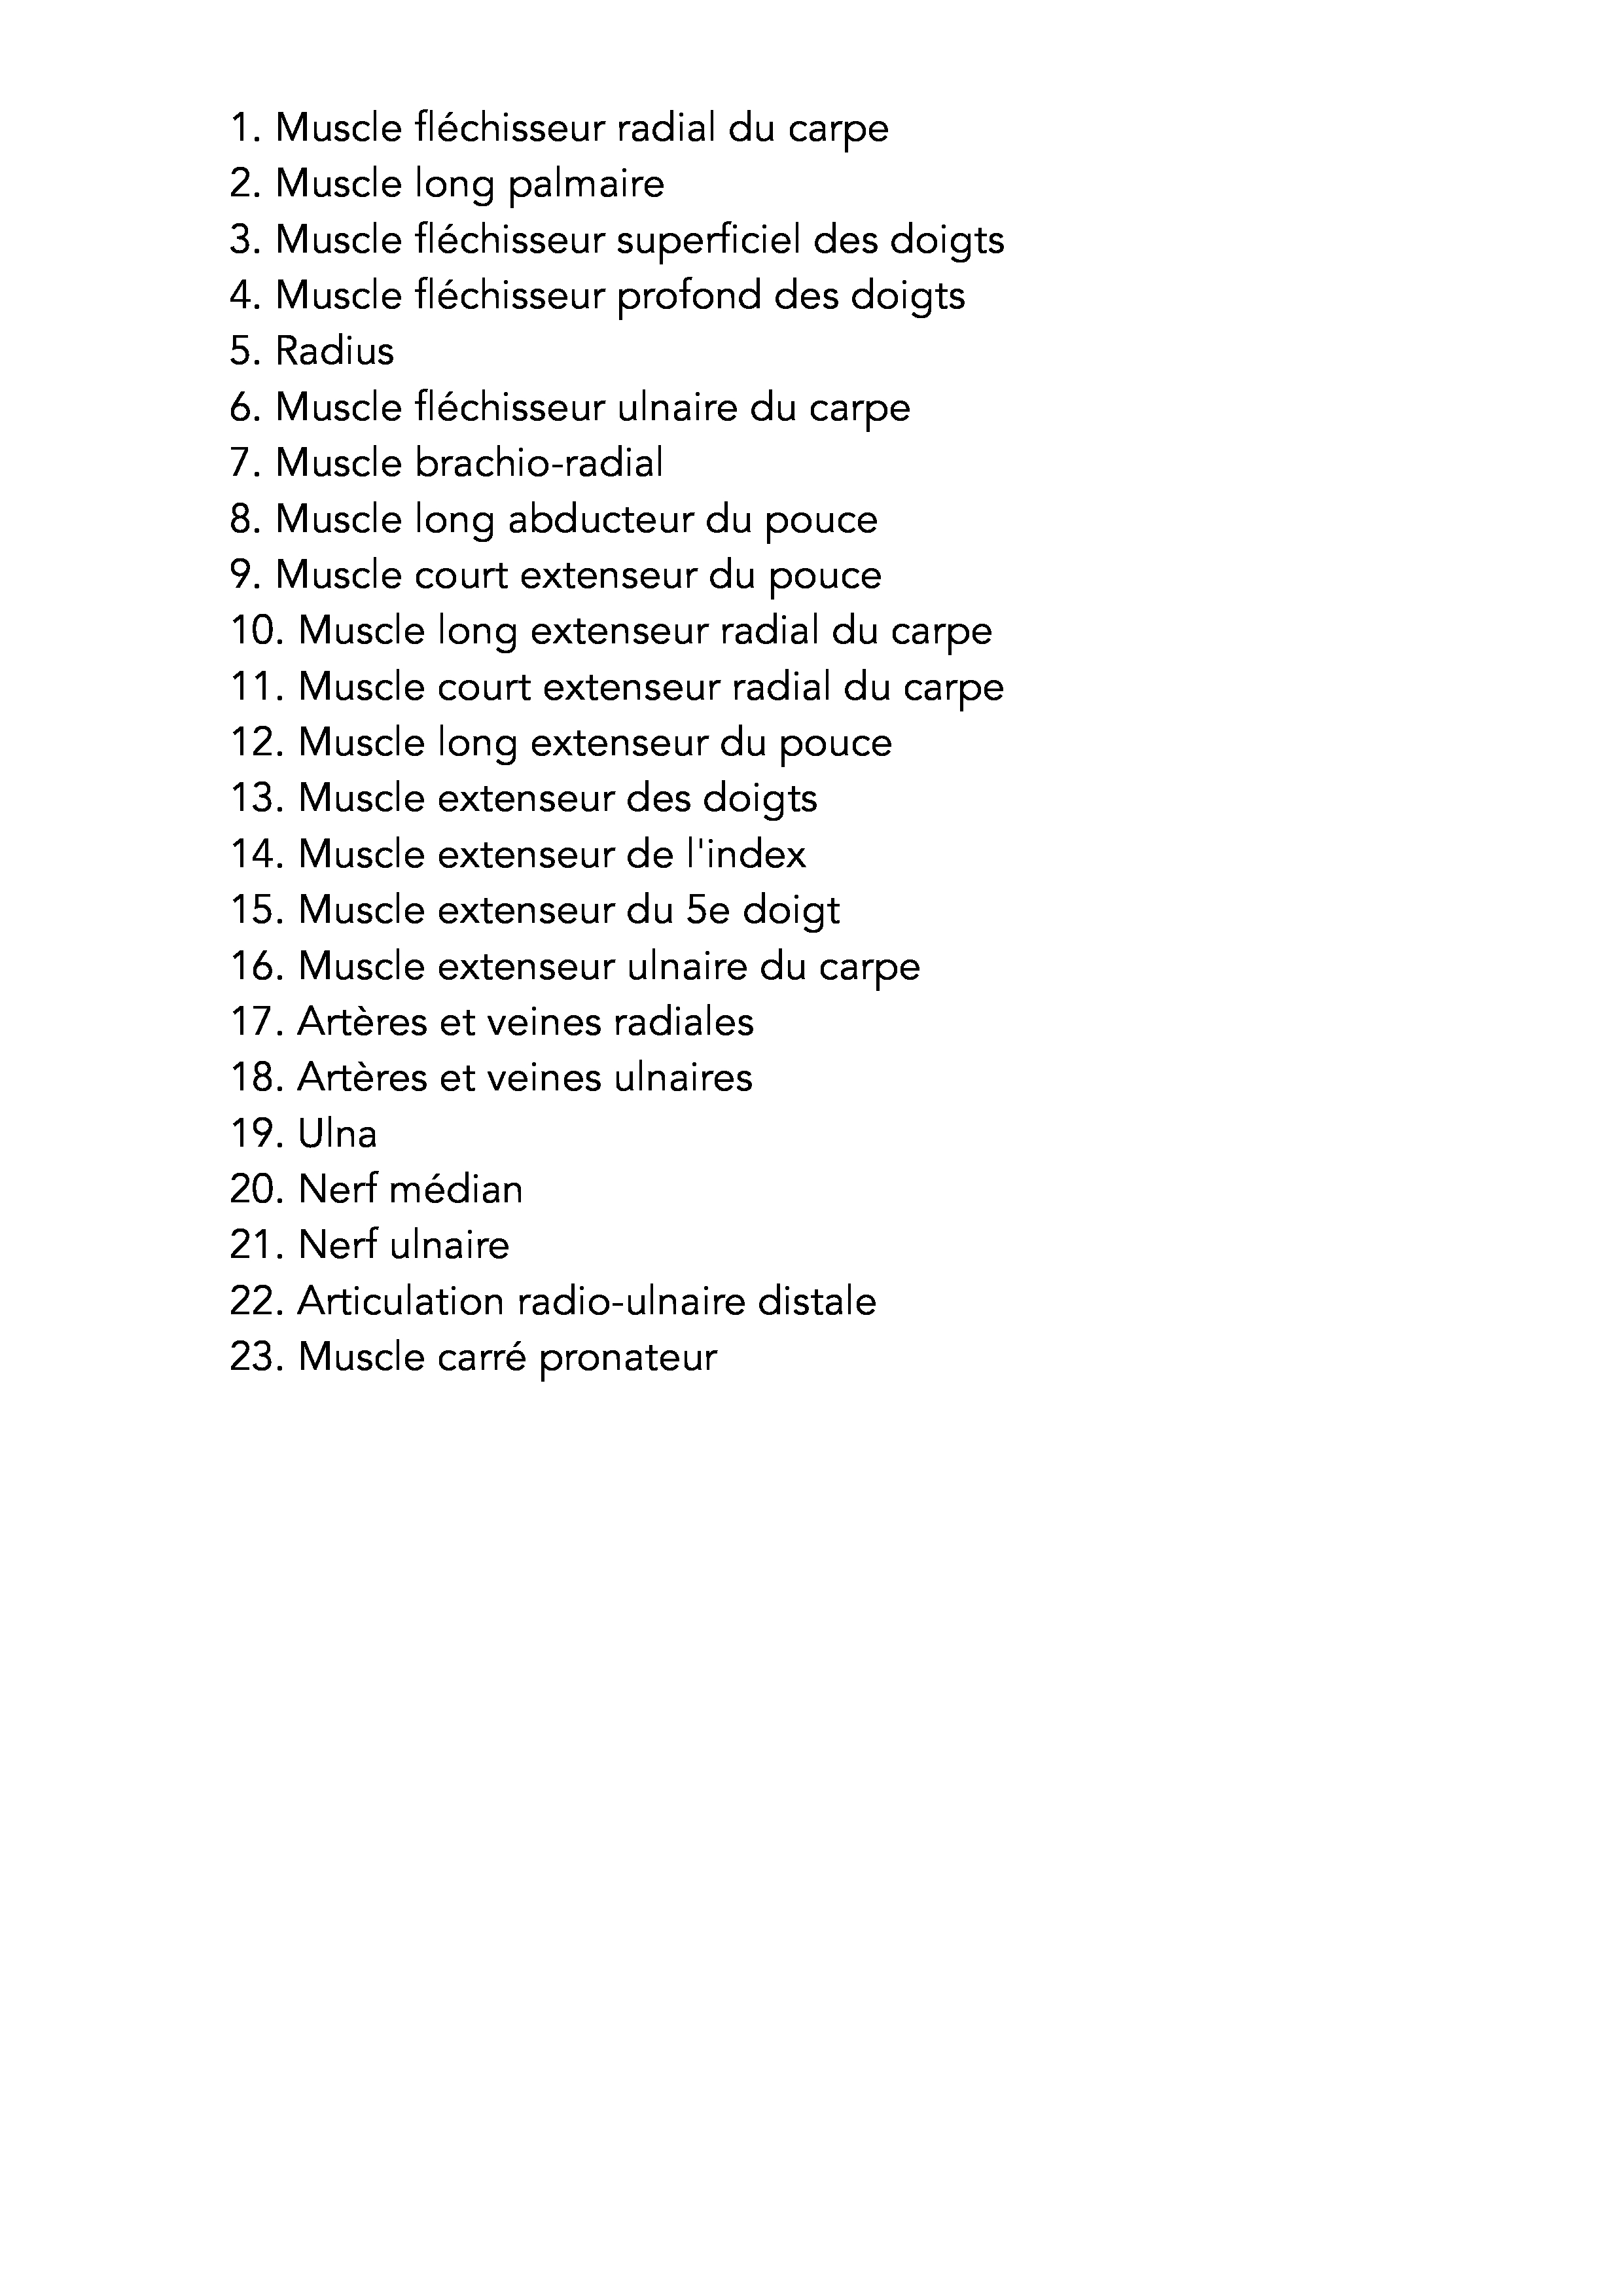 1. Muscle fléchisseur radial du carpe
2. Muscle long palmaire
3. Muscle fléchisseur superficiel des doigts
4. Muscle fléchisseur profond des doigts
5. Radius
6. Muscle fléchisseur ulnaire du carpe
7. Muscle brachio-radial
8. Muscle long abducteur du pouce
9. Muscle court extenseur du pouce
10. Muscle long extenseur radial du carpe
11. Muscle court extenseur radial du carpe
12. Muscle long extenseur du pouce
13. Muscle extenseur des doigts
14. Muscle extenseur de l'index
15. Muscle extenseur du 5e doigt
16. Muscle extenseur ulnaire du carpe
17. Artères et veines radiales
18. Artères et veines ulnaires
19. Ulna
20. Nerf médian
21. Nerf ulnaire
22. Articulation radio-ulnaire distale
23. Muscle carré pronateur